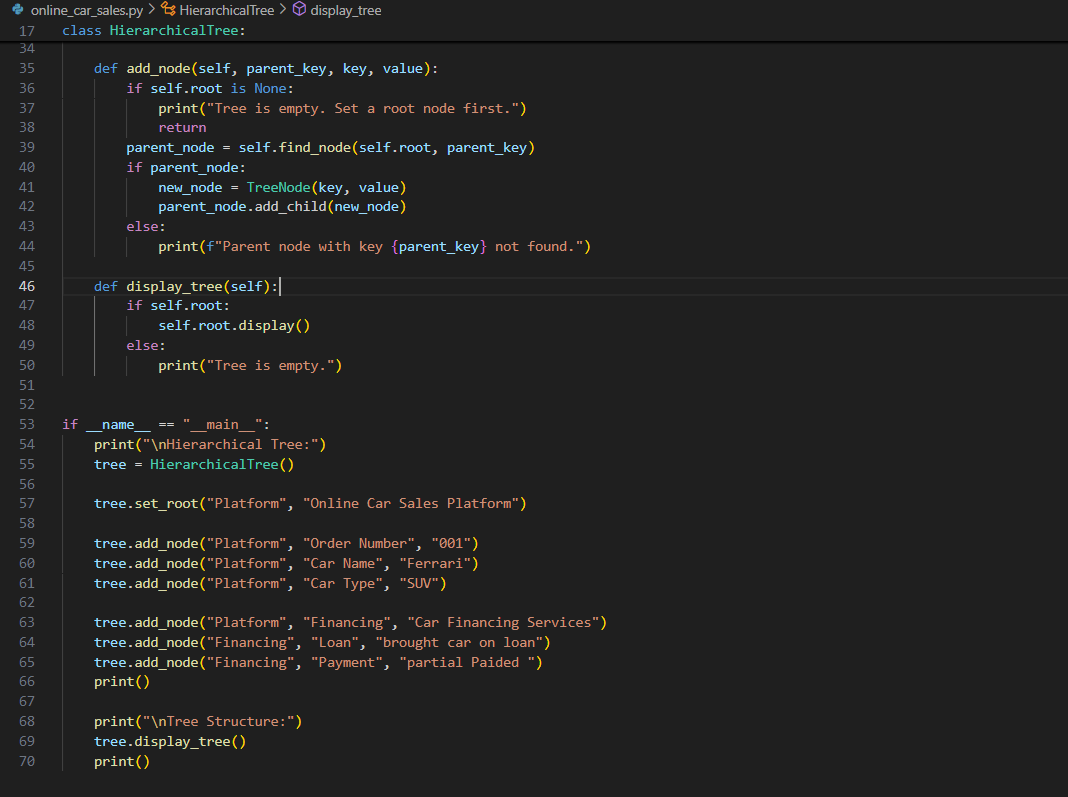 online_car_sales.py > HierarchicalTree > display_tree
17 class HierarchicalTree:
34
35     def add_node(self, parent_key, key, value):
36         if self.root is None:
37             print("Tree is empty. Set a root node first.")
38             return
39         parent_node = self.find_node(self.root, parent_key)
40         if parent_node:
41             new_node = TreeNode(key, value)
42             parent_node.add_child(new_node)
43         else:
44             print(f"Parent node with key {parent_key} not found.")
45
46     def display_tree(self):
47         if self.root:
48             self.root.display()
49         else:
50             print("Tree is empty.")
51
52
53 if __name__ == "__main__":
54     print("\nHierarchical Tree:")
55     tree = HierarchicalTree()
56
57     tree.set_root("Platform", "Online Car Sales Platform")
58
59     tree.add_node("Platform", "Order Number", "001")
60     tree.add_node("Platform", "Car Name", "Ferrari")
61     tree.add_node("Platform", "Car Type", "SUV")
62
63     tree.add_node("Platform", "Financing", "Car Financing Services")
64     tree.add_node("Financing", "Loan", "brought car on loan")
65     tree.add_node("Financing", "Payment", "partial Paided ")
66     print()
67
68     print("\nTree Structure:")
69     tree.display_tree()
70     print()